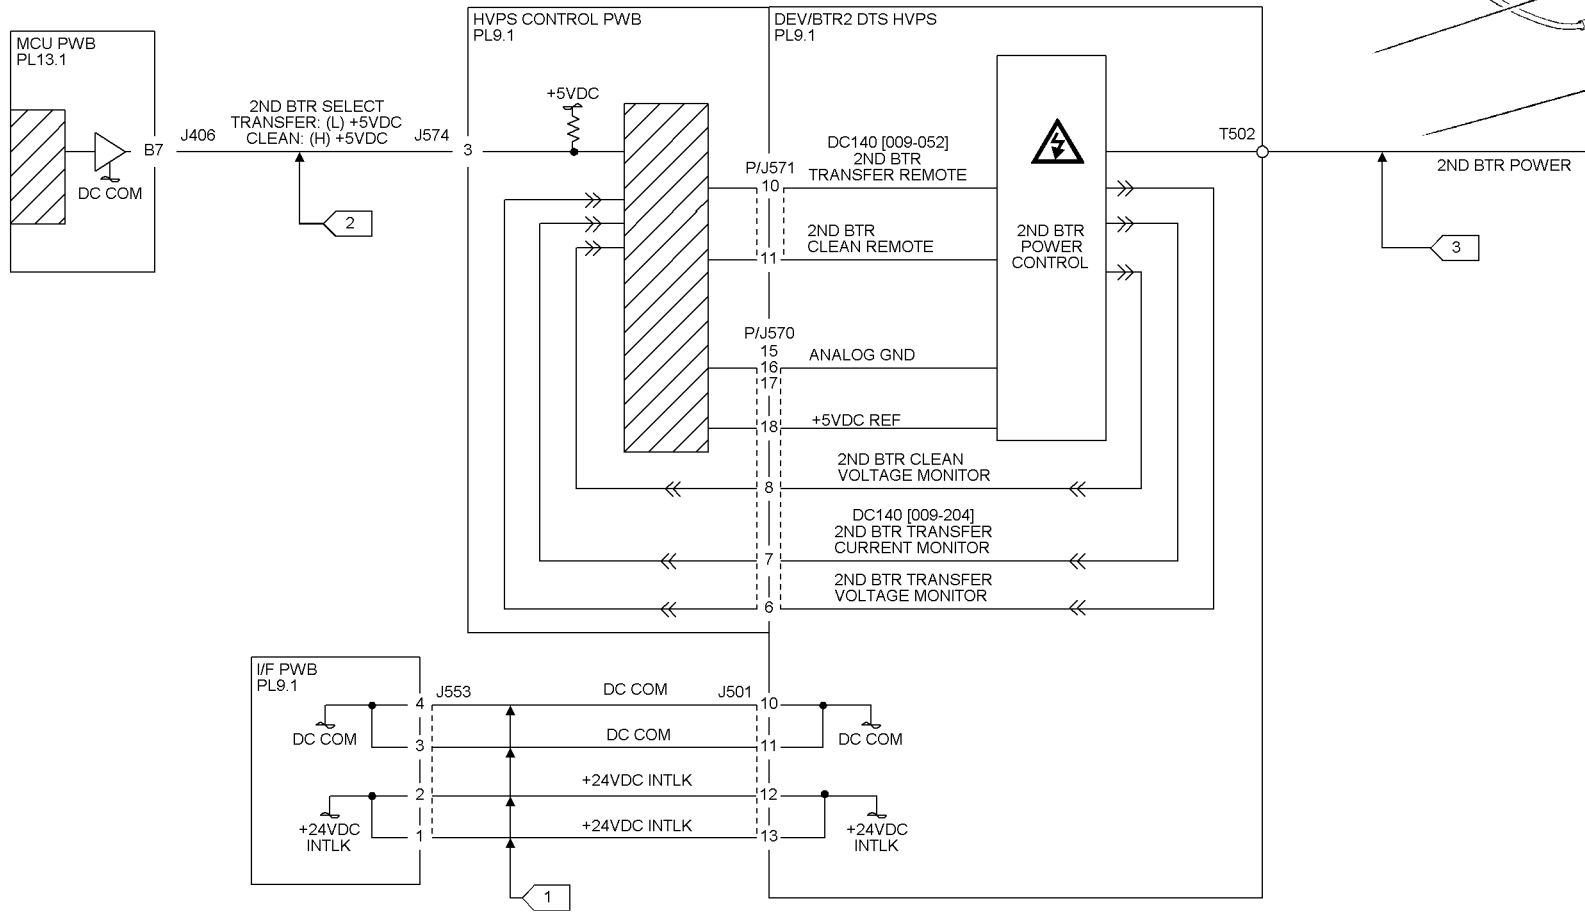 HVPS CONTROL PWB
PL9.1
DEV/BTR2 DTS HVPS
PL9.1
MCU PWB
PL13.1
B7
DC COM
J406
2ND BTR SELECT
TRANSFER: (L) +5VDC
CLEAN: (H) +5VDC
J574
3
2
+5VDC
P/J571
10
11
DC140 [009-052]
2ND BTR
TRANSFER REMOTE
2ND BTR
CLEAN REMOTE
2ND BTR
POWER
CONTROL
T502
2ND BTR POWER
3
P/J570
15
16
17
18
ANALOG GND
+5VDC REF
2ND BTR CLEAN
VOLTAGE MONITOR
8
DC140 [009-204]
2ND BTR TRANSFER
CURRENT MONITOR
7
2ND BTR TRANSFER
VOLTAGE MONITOR
6
I/F PWB
PL9.1
DC COM
+24VDC
INTLK
4
3
2
1
J553
DC COM
DC COM
+24VDC INTLK
+24VDC INTLK
J501
10
11
12
13
DC COM
+24VDC
INTLK
1